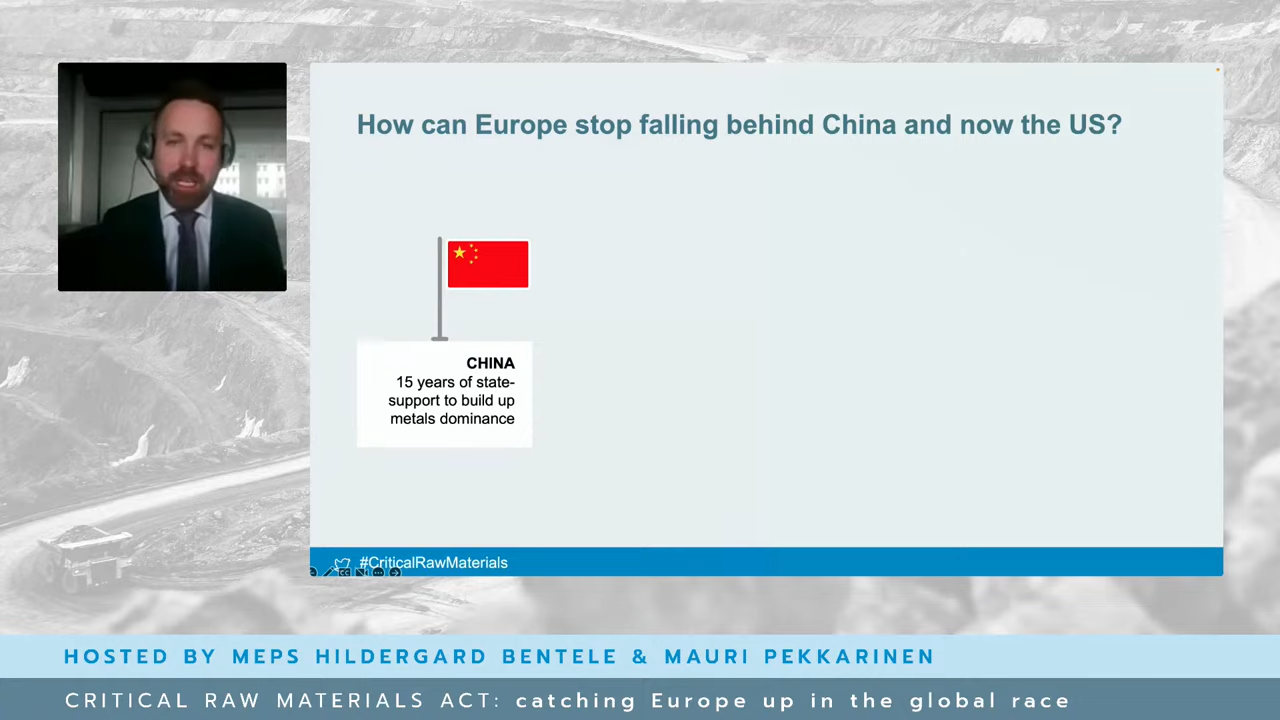 How can Europe stop falling behind China and now the US?
CHINA
15 years of state-
support to build up
metals dominance
#CriticalRawMaterials
HOSTED BY MEPS HILDERGARD BENTELE & MAURI PEKKARINEN
CRITICAL RAW MATERIALS ACT: catching Europe up in the global race